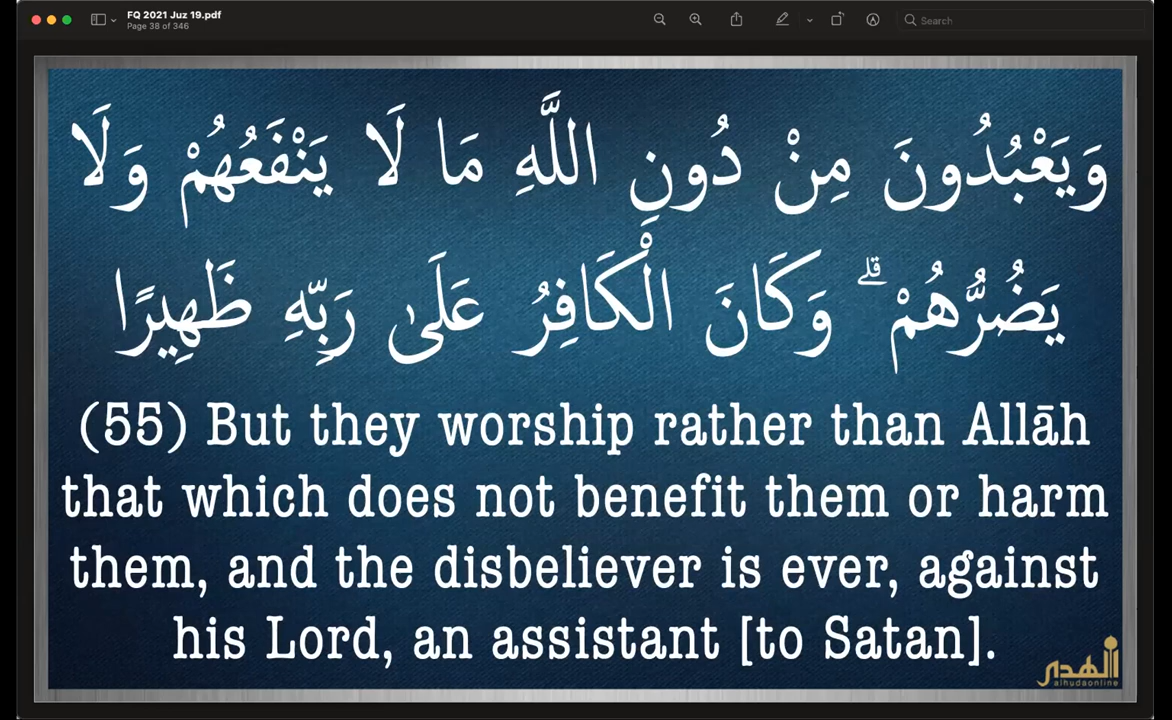 FQ 2021 Juz 19.pdf
Page 38 of 346
Search
وَيَعْبُدُونَ مِنْ دُونِ اللَّهِ مَا لَا يَنْفَعُهُمْ وَلَا
يَضُرُّهُمْ ۗ وَكَانَ الْكَافِرُ عَلَىٰ رَبِّهِ ظَهِيرًا
(55) But they worship rather than Allāh
that which does not benefit them or harm
them, and the disbeliever is ever, against
his Lord, an assistant [to Satan].
الهدى
alhudaonline